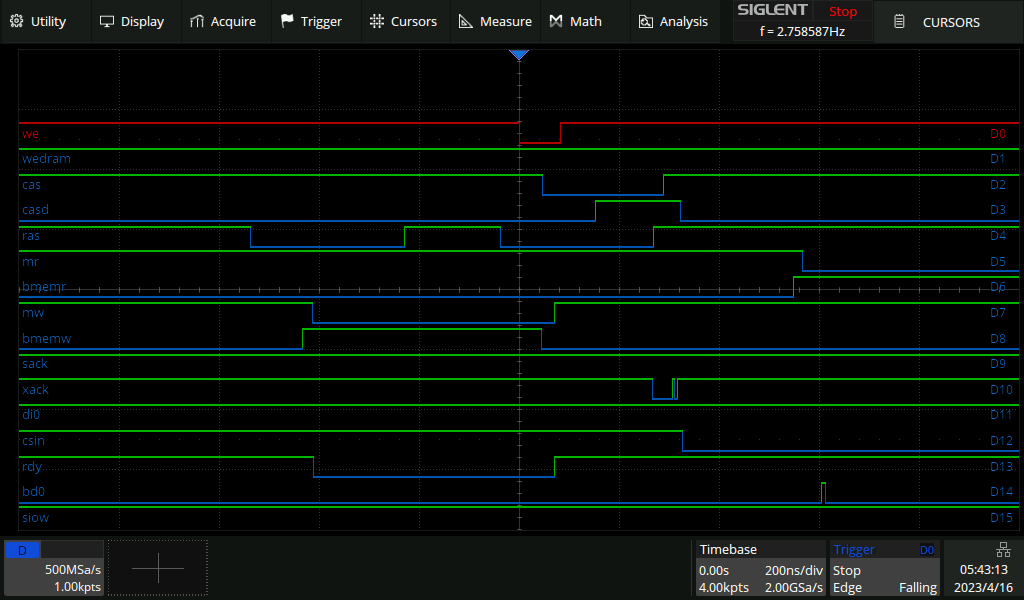 Utility Display Acquire Trigger Cursors Measure Math Analysis SIGLENT Stop CURSORS
f = 2.758587Hz
we D0
wedram D1
cas D2
casd D3
ras D4
mr D5
bmemr D6
mw D7
bmemw D8
sack D9
xack D10
di0 D11
csin D12
rdy D13
bd0 D14
siow D15
D Timebase Trigger D0
500MSa/s 0.00s 200ns/div Stop 05:43:13
1.00kpts 4.00kpts 2.00GSa/s Edge Falling 2023/4/16